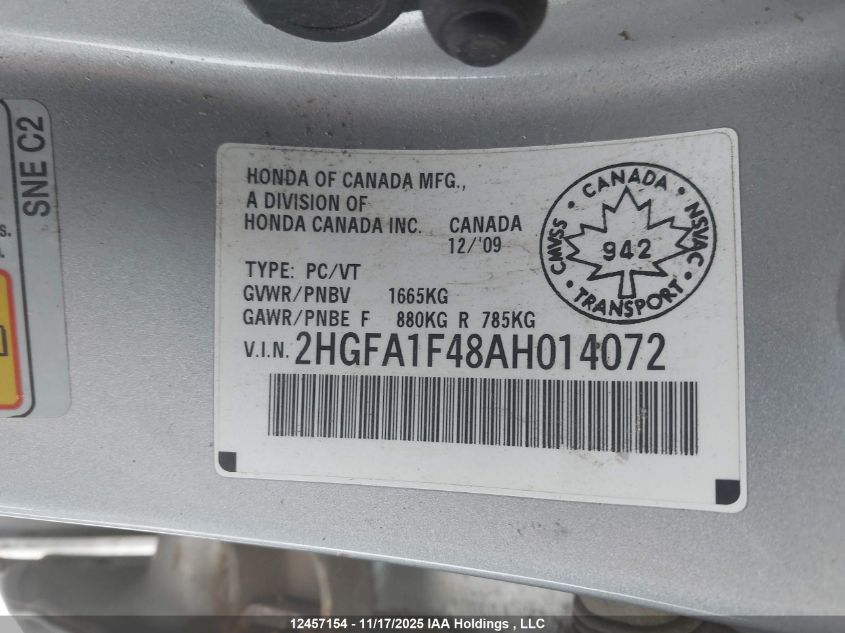 SNE C2
s.
HONDA OF CANADA MFG.,
A DIVISION OF
HONDA CANADA INC. CANADA
12/'09
TYPE: PC/VT
GVWR/PNBV 1665KG
GAWR/PNBE F 880KG R 785KG
V.I.N. 2HGFA1F48AH014072
CANADA
CMVSS
942
NSVAC
TRANSPORT
12457154 - 11/17/2025 IAA Holdings , LLC